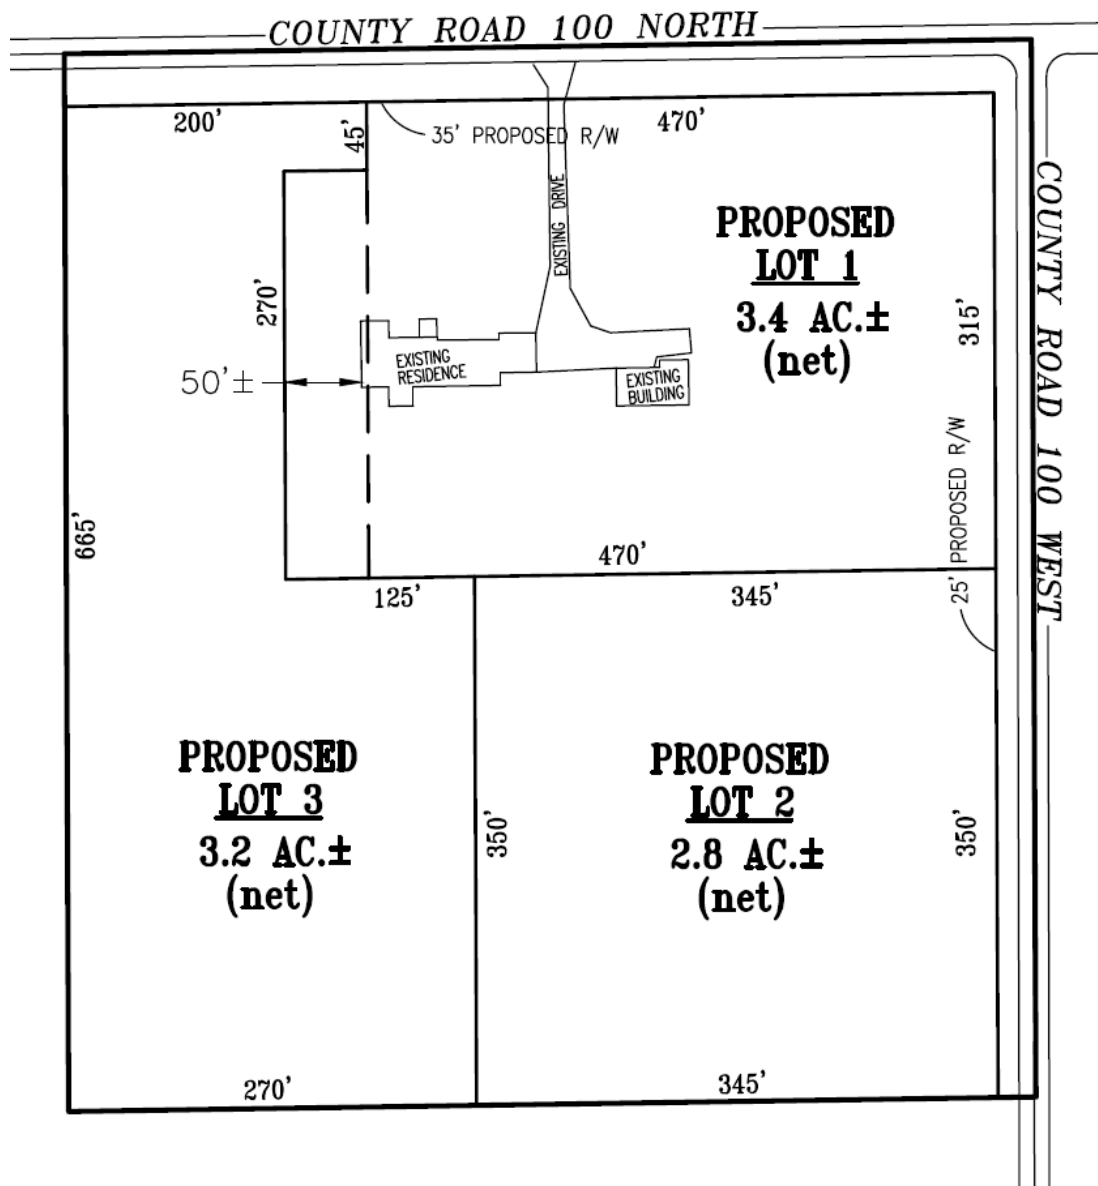 COUNTY ROAD 100 NORTH
200'
45'
35' PROPOSED R/W
470'
EXISTING DRIVE
COUNTY ROAD 100 WEST
PROPOSED
LOT 1
3.4 AC.±
(net)
270'
315'
EXISTING
RESIDENCE
50'±
EXISTING
BUILDING
25' PROPOSED R/W
665'
470'
125'
345'
PROPOSED
LOT 3
3.2 AC.±
(net)
350'
PROPOSED
LOT 2
2.8 AC.±
(net)
350'
270'
345'